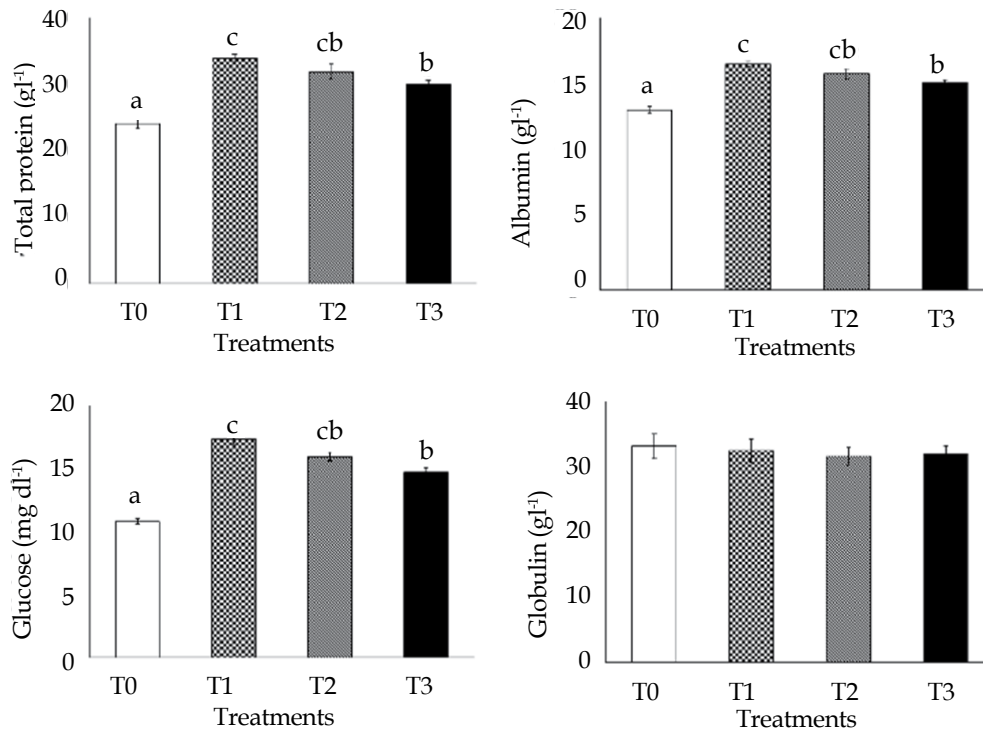 Total protein (gl-1)
40
30
20
10
0
a
c
cb
b
T0 T1 T2 T3
Treatments
Albumin (gl-1)
20
15
10
5
0
a
c
cb
b
T0 T1 T2 T3
Treatments
Glucose (mg dl-1)
20
15
10
5
0
a
c
cb
b
T0 T1 T2 T3
Treatments
Globulin (gl-1)
40
30
20
10
0
T0 T1 T2 T3
Treatments